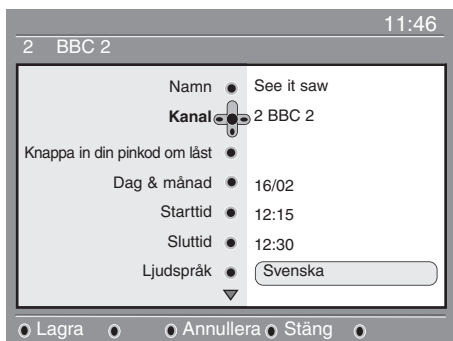 11:46
2 BBC 2
Namn See it saw
Kanal 2 BBC 2
Knappa in din pinkod om låst
Dag & månad 16/02
Starttid 12:15
Sluttid 12:30
Ljudspråk Svenska
Lagra Annullera Stäng